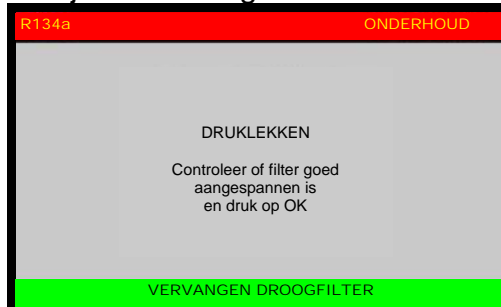 R134a ONDERHOUD
DRUKLEKKEN
Controleer of filter goed
aangespannen is
en druk op OK
VERVANGEN DROOGFILTER